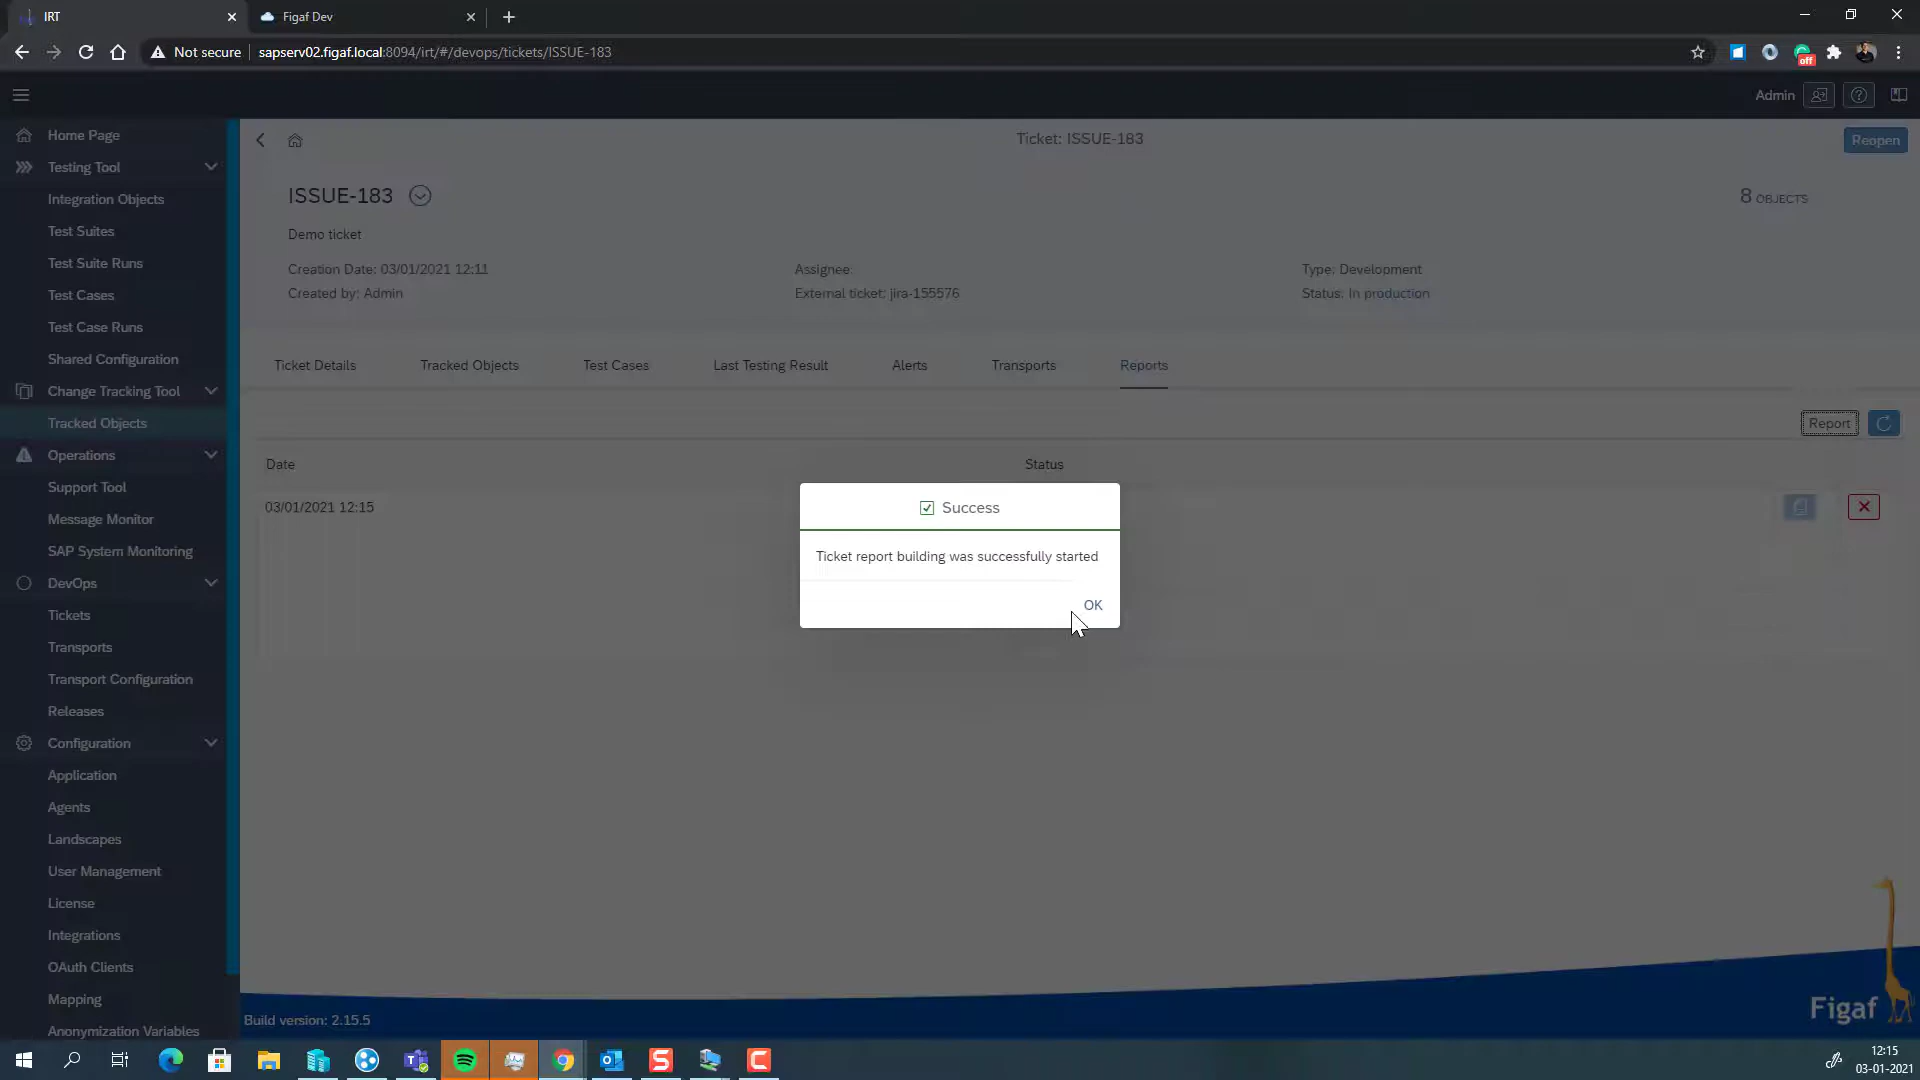 IRT
Figaf Dev
Not secure
sapserv02.figaf.local:8094/irt/#/devops/tickets/ISSUE-183
off
Admin
Home Page
Testing Tool
Integration Objects
Test Suites
Test Suite Runs
Test Cases
Test Case Runs
Shared Configuration
Change Tracking Tool
Tracked Objects
Operations
Support Tool
Message Monitor
SAP System Monitoring
DevOps
Tickets
Transports
Transport Configuration
Releases
Configuration
Application
Agents
Landscapes
User Management
License
Integrations
OAuth Clients
Mapping
Anonymization Variables
Ticket: ISSUE-183
Reopen
ISSUE-183
8 OBJECTS
Demo ticket
Creation Date: 03/01/2021 12:11
Assignee:
Type: Development
Created by: Admin
External ticket: jira-155576
Status: In production
Ticket Details
Tracked Objects
Test Cases
Last Testing Result
Alerts
Transports
Reports
Report
Date
Status
03/01/2021 12:15
Success
Ticket report building was successfully started
OK
Figaf
Build version: 2.15.5
12:15
03-01-2021